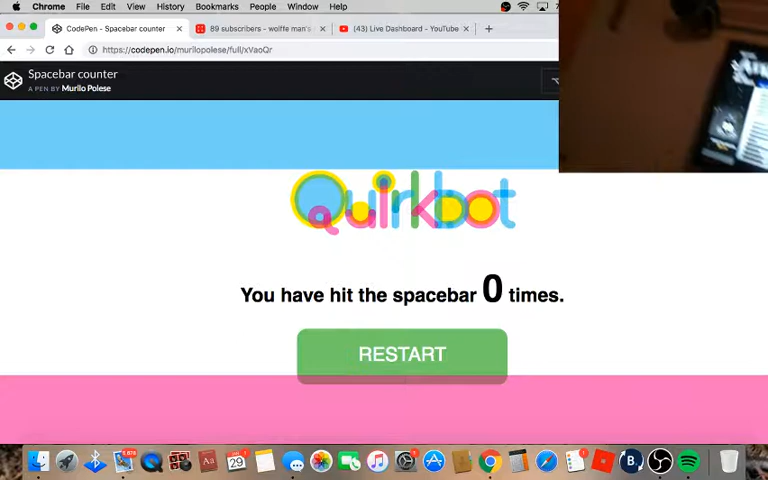 Chrome File Edit View History Bookmarks People Window Help
CodePen - Spacebar counter 89 subscribers - wolffe man's (43) Live Dashboard - YouTube
https://codepen.io/murilopolese/full/xVaoQr
Spacebar counter
A PEN BY Murilo Polese
Quirkbot
You have hit the spacebar 0 times.
RESTART
29